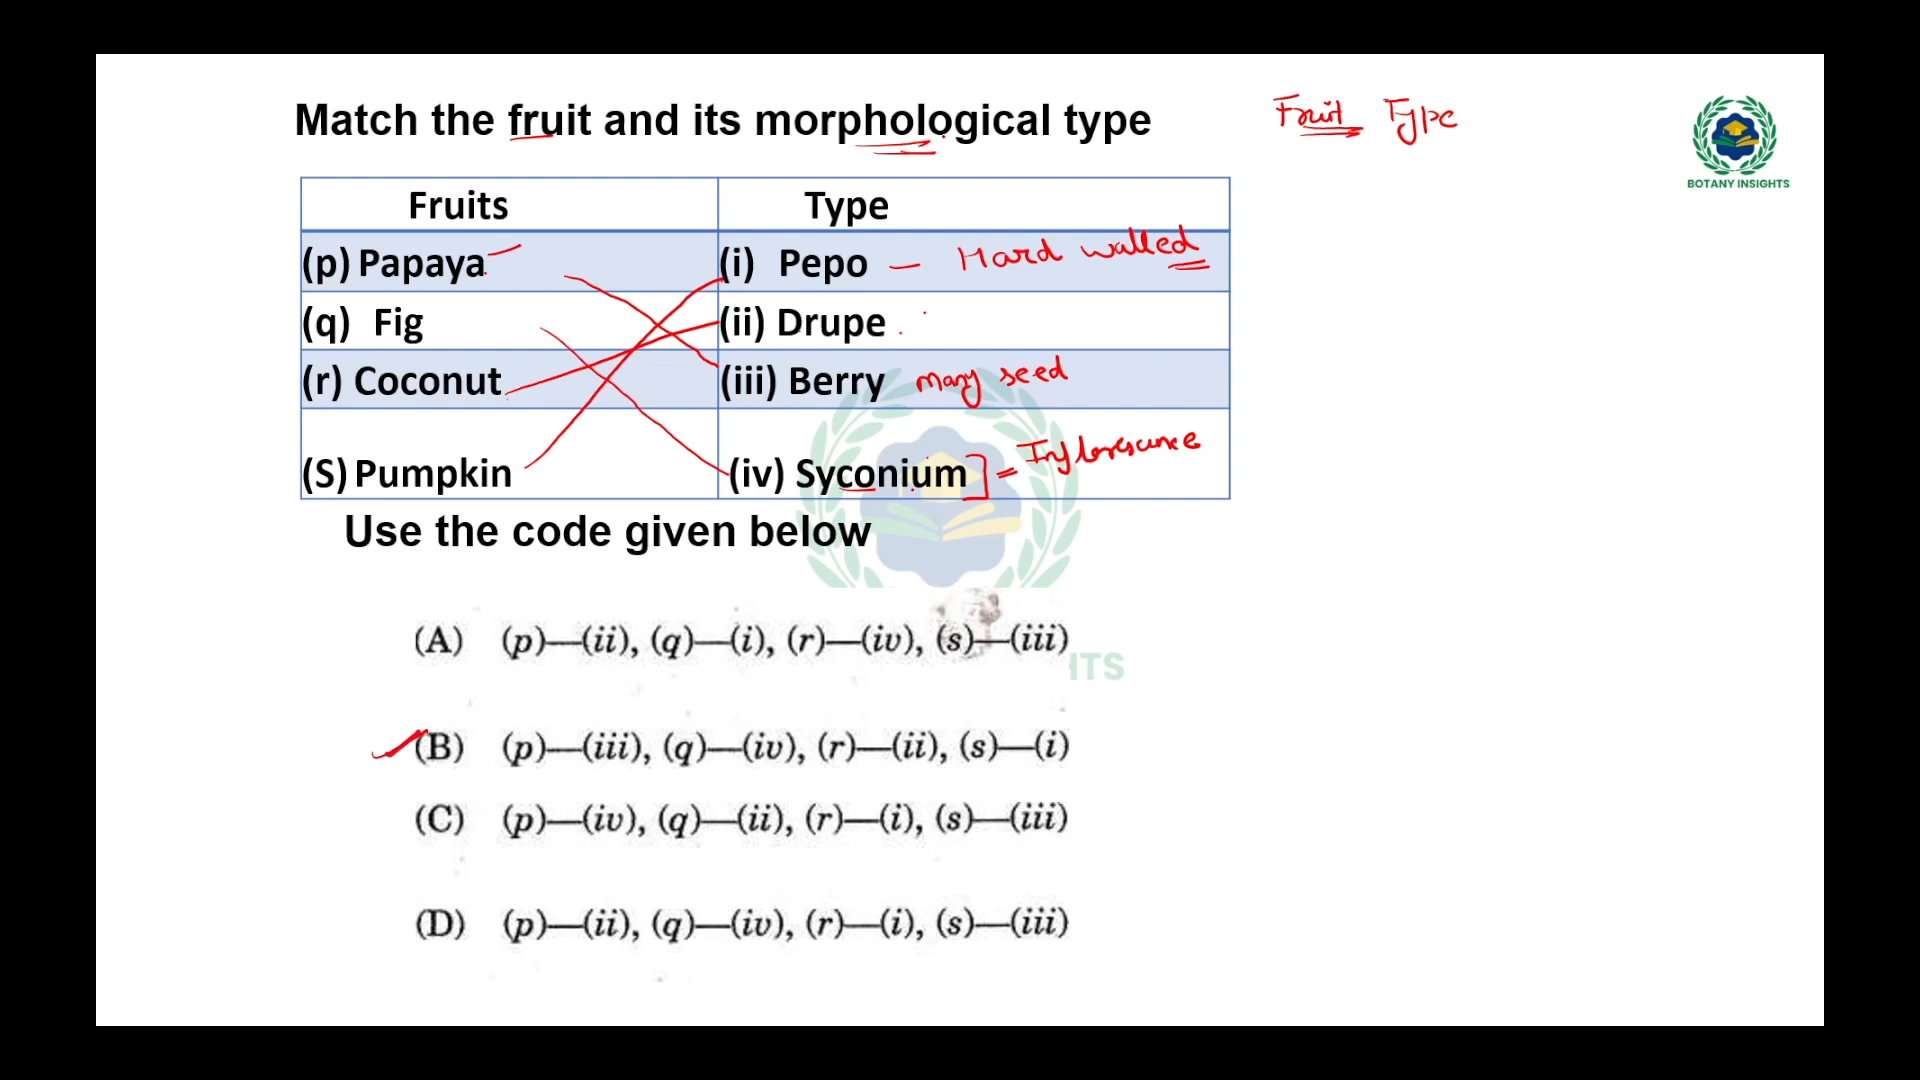 Match the fruit and its morphological type
Fruit Type
BOTANY INSIGHTS
Fruits Type
(p) Papaya (i) Pepo – Hard walled
(q) Fig (ii) Drupe
(r) Coconut (iii) Berry many seed
(S) Pumpkin (iv) Syconium] =
Use the code given below
(A) (p)—(ii), (q)—(i), (r)—(iv), (s)—(iii)
ITS
(B) (p)—(iii), (q)—(iv), (r)—(ii), (s)—(i)
(C) (p)—(iv), (q)—(ii), (r)—(i), (s)—(iii)
(D) (p)—(ii), (q)—(iv), (r)—(i), (s)—(iii)